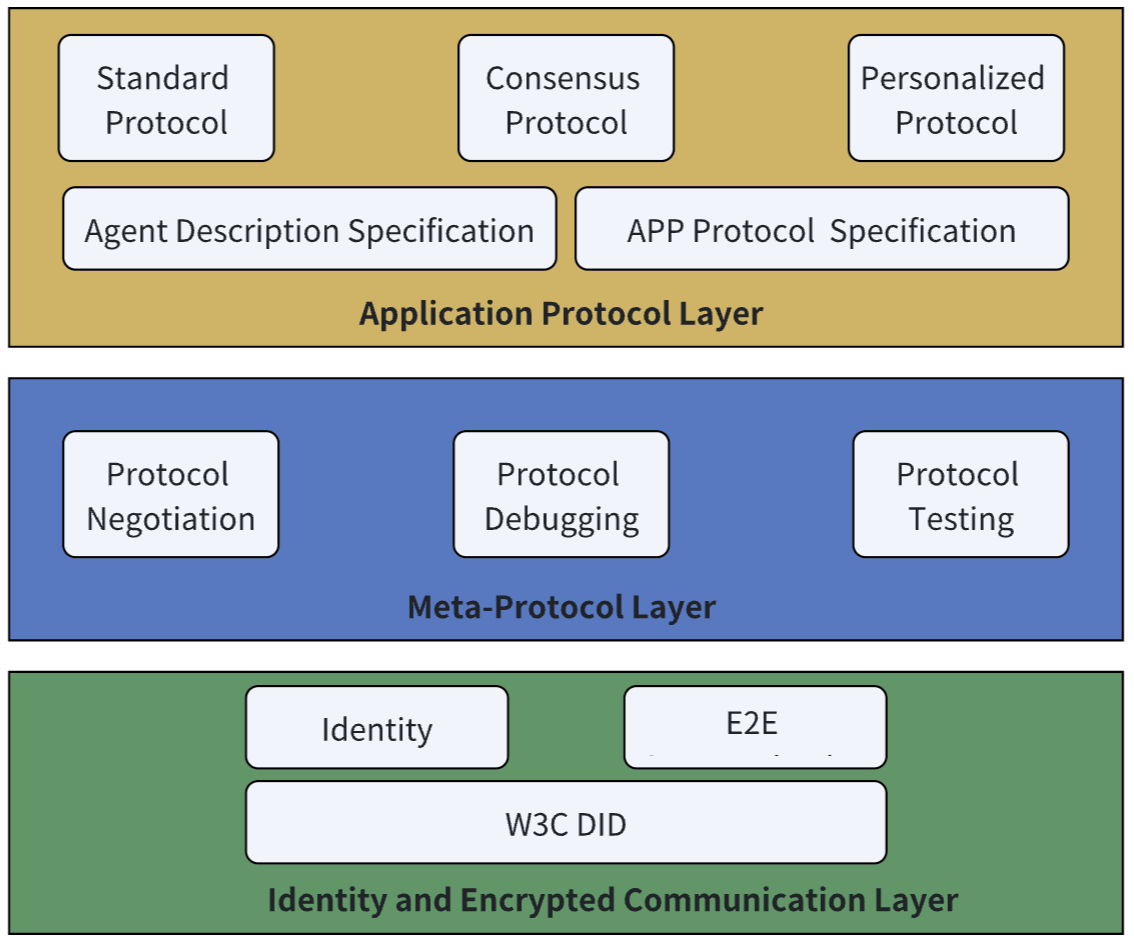 Standard
Protocol
Consensus
Protocol
Personalized
Protocol
Agent Description Specification
APP Protocol Specification
Application Protocol Layer
Protocol
Negotiation
Protocol
Debugging
Protocol
Testing
Meta-Protocol Layer
Identity
E2E
W3C DID
Identity and Encrypted Communication Layer